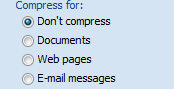 Compress for:
Don't compress
Documents
Web pages
E-mail messages